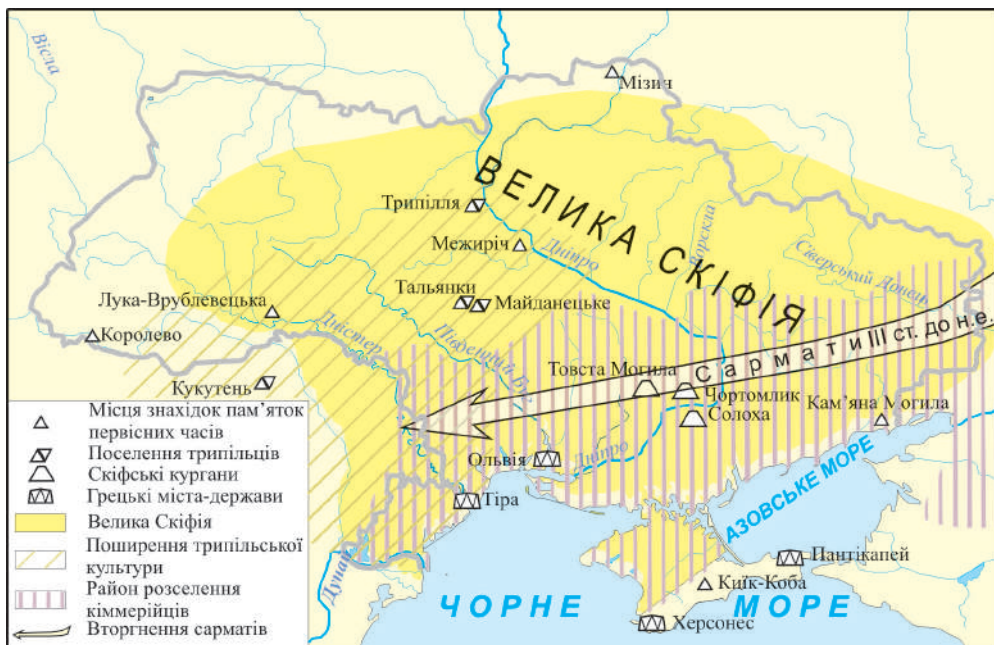 Вісла
Мізин
ВЕЛИКА СКІФІЯ
Трипілля
Межиріч
Дніпро
Ворскла
Сіверський Донец
Тальянки
Майданецьке
Лука-Врублевецька
Королево
Дністер
Південний Буг
Сармати III ст. до н.е.
Товста Могила
Чортомлик
Солоха
Кам’яна Могила
Кукутень
Ольвія
Дніпро
Тіра
АЗОВСЬКЕ МОРЕ
Пантікапей
Киїк-Коба
Дунай
ЧОРНЕ МОРЕ
Херсонес
Місця знахідок пам’яток
первісних часів
Поселення трипільців
Скіфські кургани
Грецькі міста-держави
Велика Скіфія
Поширення трипільської
культури
Район розселення
кіммерійців
Вторгнення сарматів